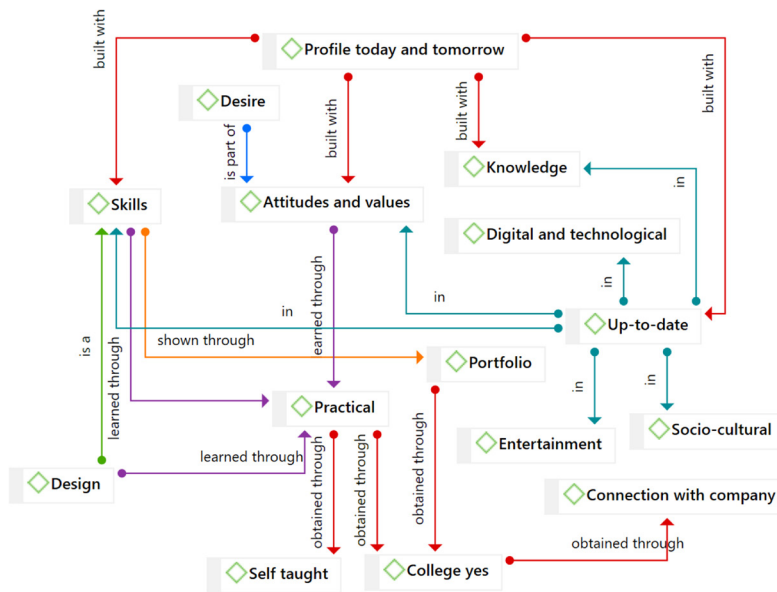 built with
Profile today and tomorrow
built with
Desire
is part of
built with
built with
Knowledge
in
Skills
Attitudes and values
Digital and technological
in
in
in
Up-to-date
is a
learned through
shown through
earned through
Portfolio
in
in
Practical
Entertainment
Socio-cultural
learned through
Design
obtained through
obtained through
obtained through
Connection with company
obtained through
Self taught
College yes